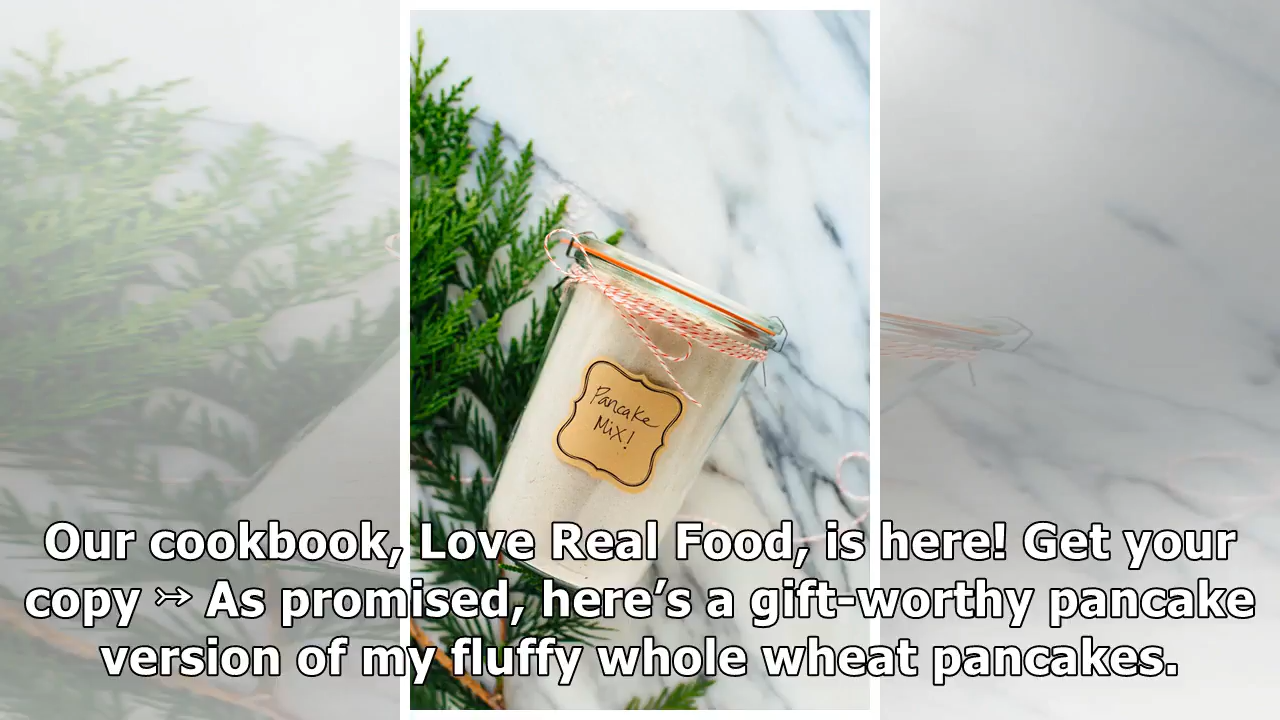 Pancake
Mix!
Our cookbook, Love Real Food, is here! Get your
copy ↣ As promised, here’s a gift-worthy pancake
version of my fluffy whole wheat pancakes.